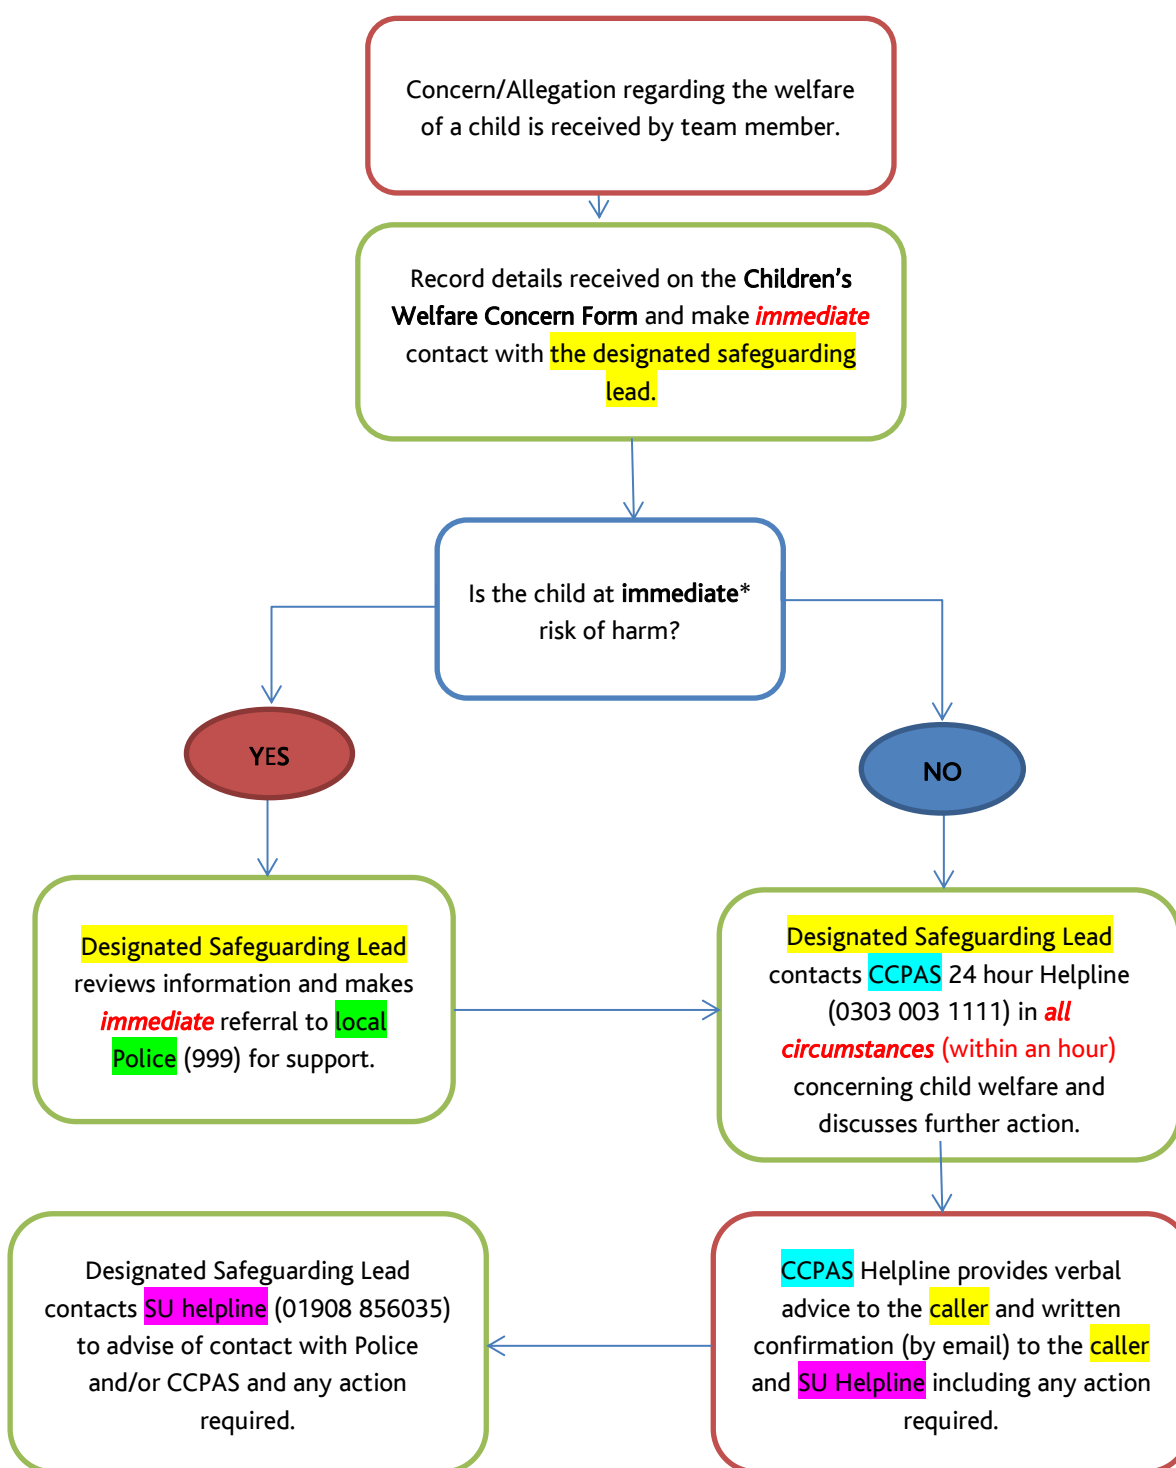 Concern/Allegation regarding the welfare
of a child is received by team member.
Record details received on the Children's
Welfare Concern Form and make immediate
contact with the designated safeguarding
lead.
Is the child at immediate*
risk of harm?
YES
NO
Designated Safeguarding Lead
reviews information and makes
immediate referral to local
Police (999) for support.
Designated Safeguarding Lead
contacts CCPAS 24 hour Helpline
(0303 003 1111) in all
circumstances (within an hour)
concerning child welfare and
discusses further action.
Designated Safeguarding Lead
contacts SU helpline (01908 856035)
to advise of contact with Police
and/or CCPAS and any action
required.
CCPAS Helpline provides verbal
advice to the caller and written
confirmation (by email) to the caller
and SU Helpline including any action
required.